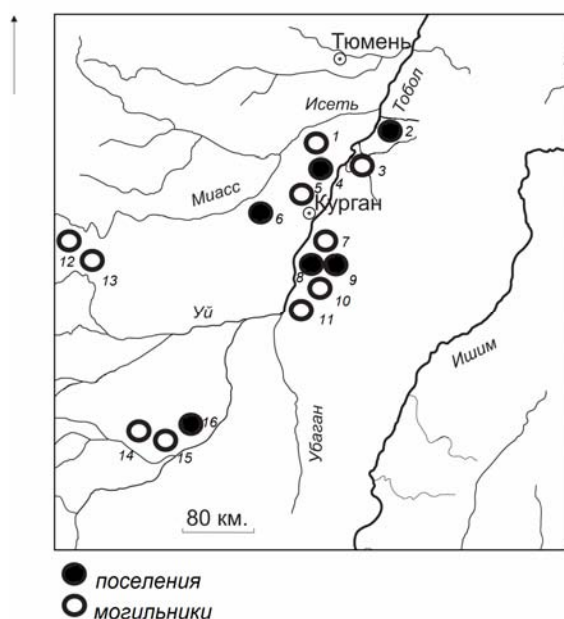 Тюмень
Тобол
Исеть
1
2
3
4
Миасс
5
6
Курган
7
12
13
8
9
10
11
Уй
Ишим
Убаган
16
14
15
80 км.
поселения
могильники